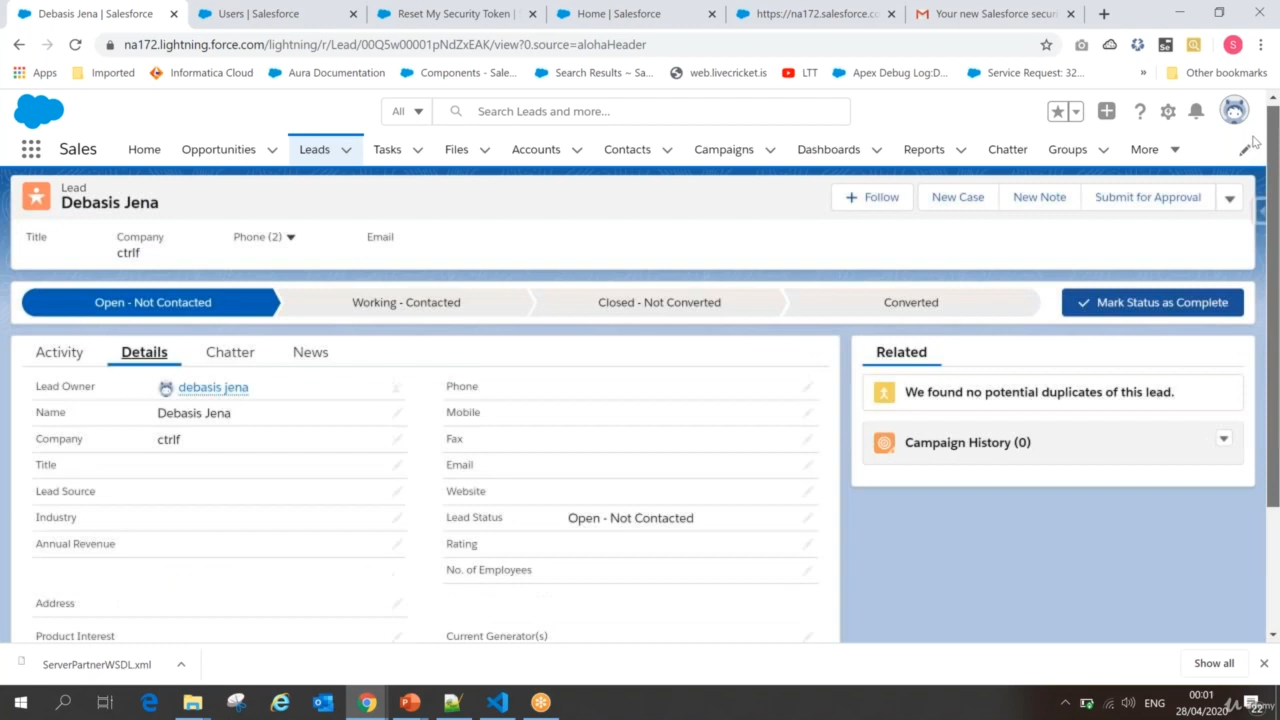 Debasis Jena | Salesforce
Users | Salesforce
Reset My Security Token |
Home | Salesforce
https://na172.salesforce.c
Your new Salesforce securi
na172.lightning.force.com/lightning/r/Lead/00Q5w00001pNdZxEAK/view?0.source=alohaHeader
S
Apps
Imported
Informatica Cloud
Aura Documentation
Components - Sale...
Search Results ~ Sa...
web.livecricket.is
LTT
Apex Debug Log:D...
Service Request: 32...
»
Other bookmarks
All
Search Leads and more...
Sales
Home
Opportunities
Leads
Tasks
Files
Accounts
Contacts
Campaigns
Dashboards
Reports
Chatter
Groups
More
Lead
Debasis Jena
Follow
New Case
New Note
Submit for Approval
Title
Company
Phone (2)
Email
ctrlf
Open - Not Contacted
Working - Contacted
Closed - Not Converted
Converted
Mark Status as Complete
Activity
Details
Chatter
News
Related
Lead Owner
debasis jena
Phone
We found no potential duplicates of this lead.
Name
Debasis Jena
Mobile
Company
ctrlf
Fax
Campaign History (0)
Title
Email
Lead Source
Website
Industry
Lead Status
Open - Not Contacted
Annual Revenue
Rating
No. of Employees
Address
Product Interest
Current Generator(s)
ServerPartnerWSDL.xml
Show all
ENG
00:01
28/04/2020
22